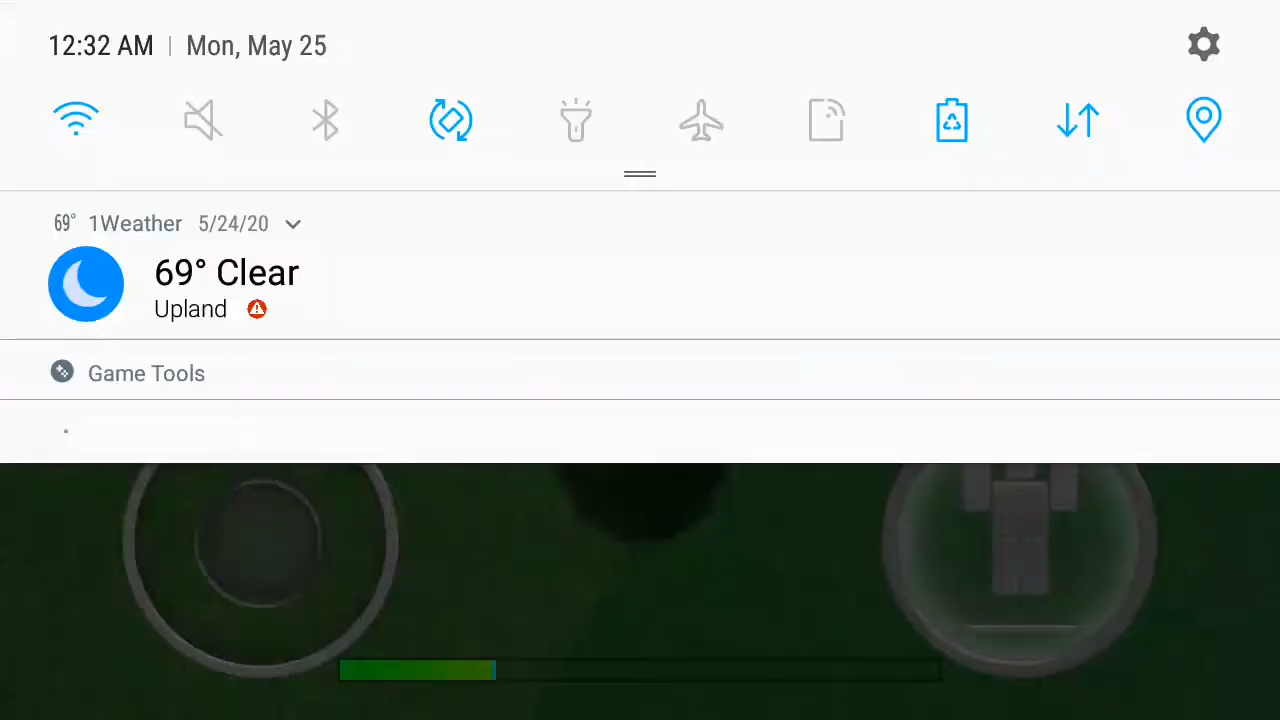 12:32 AM | Mon, May 25
69° 1Weather 5/24/20
69° Clear
Upland
Game Tools